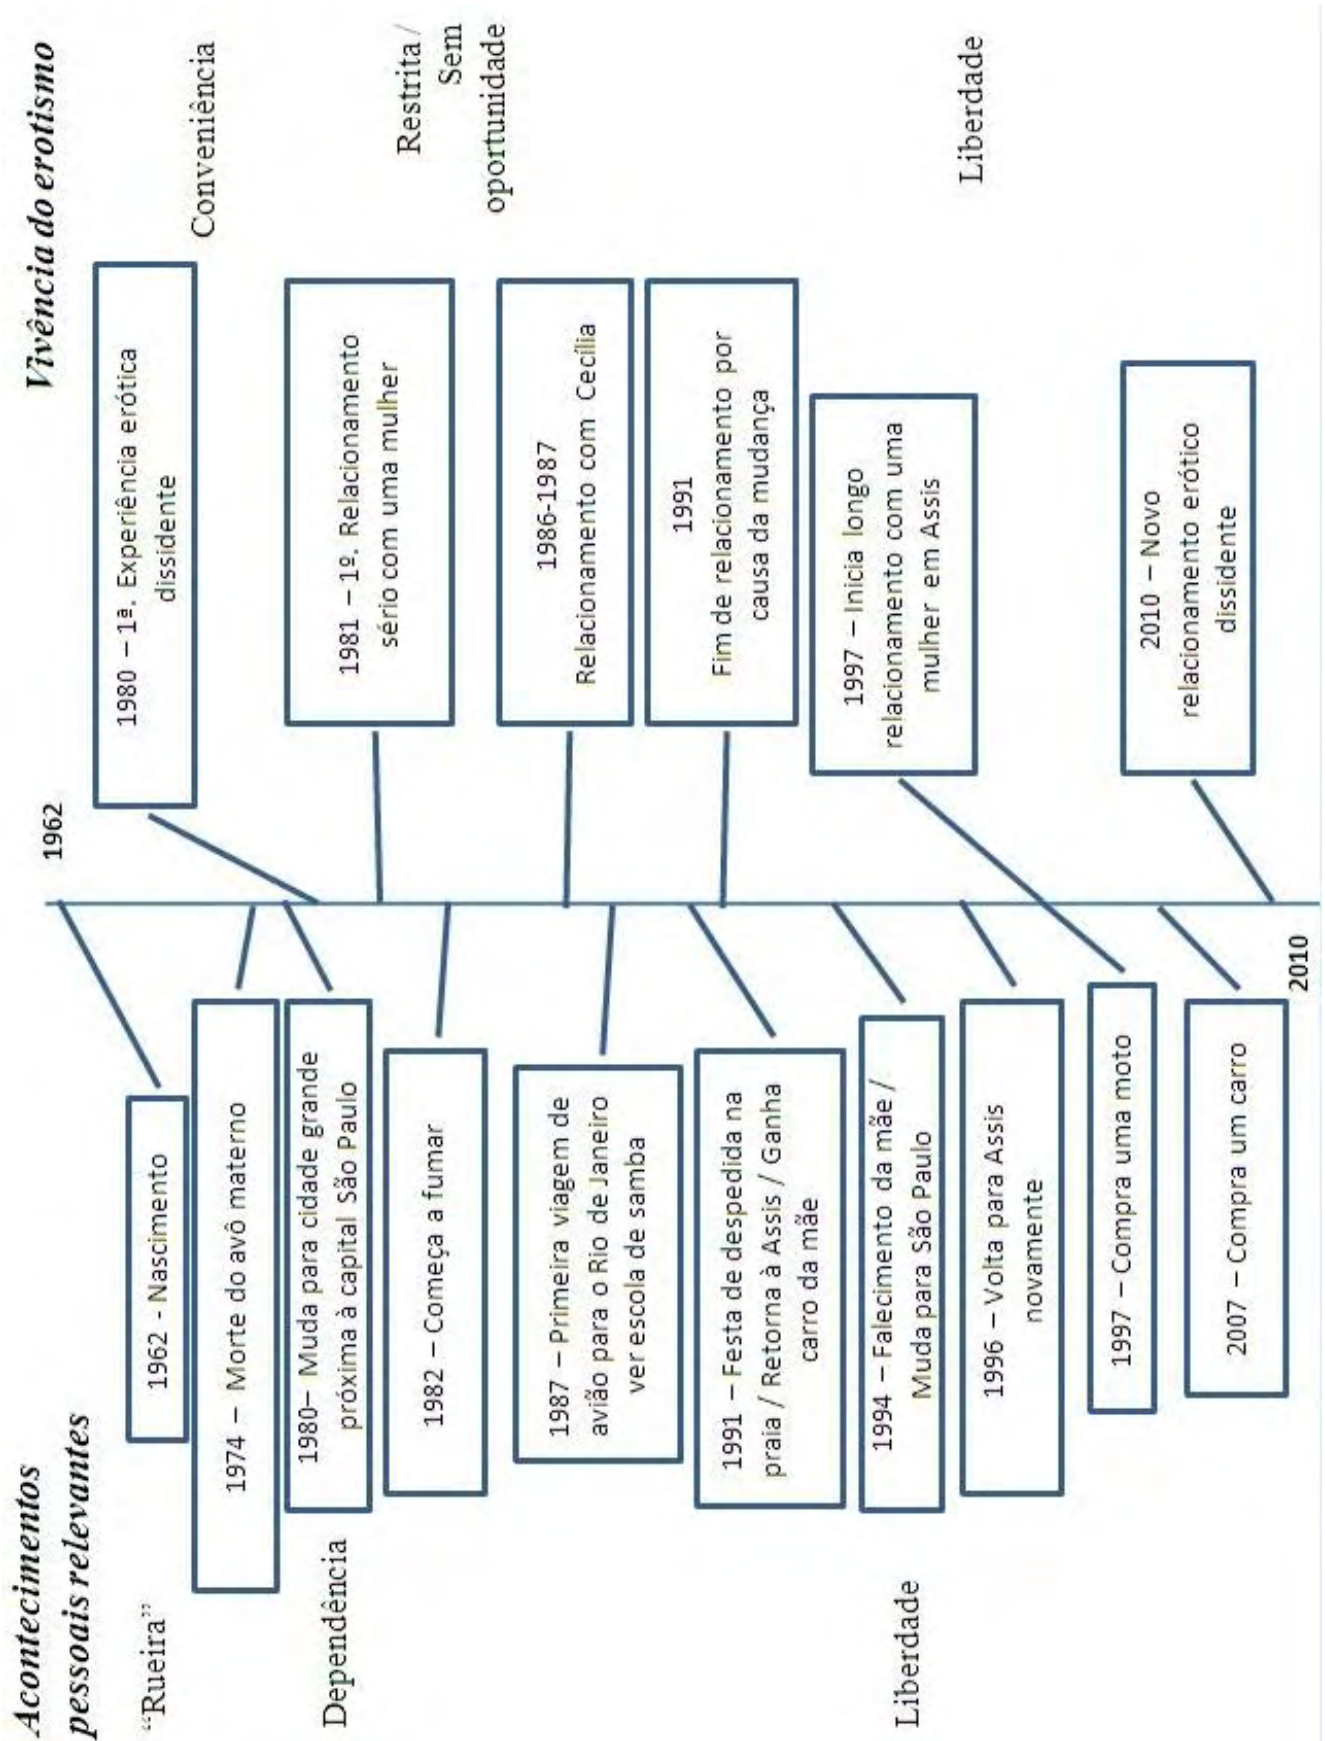 Acontecimentos
pessoais relevantes
Vivência do erotismo
1962
"Rueira"
1962 - Nascimento
1974 – Morte do avô materno
Dependência
1980– Muda para cidade grande
próxima à capital São Paulo
1982 – Começa a fumar
1987 – Primeira viagem de
avião para o Rio de Janeiro
ver escola de samba
1991 – Festa de despedida na
praia / Retorna à Assis / Ganha
carro da mãe
Liberdade
1994 – Falecimento da mãe /
Muda para São Paulo
1996 – Volta para Assis
novamente
1997 – Compra uma moto
2007 – Compra um carro
1980 – 1ª. Experiência erótica
dissidente
Conveniência
1981 – 1º. Relacionamento
sério com uma mulher
Restrita /
Sem
oportunidade
1986-1987
Relacionamento com Cecília
1991
Fim de relacionamento por
causa da mudança
1997 – Inicia longo
relacionamento com uma
mulher em Assis
Liberdade
2010 – Novo
relacionamento erótico
dissidente
2010